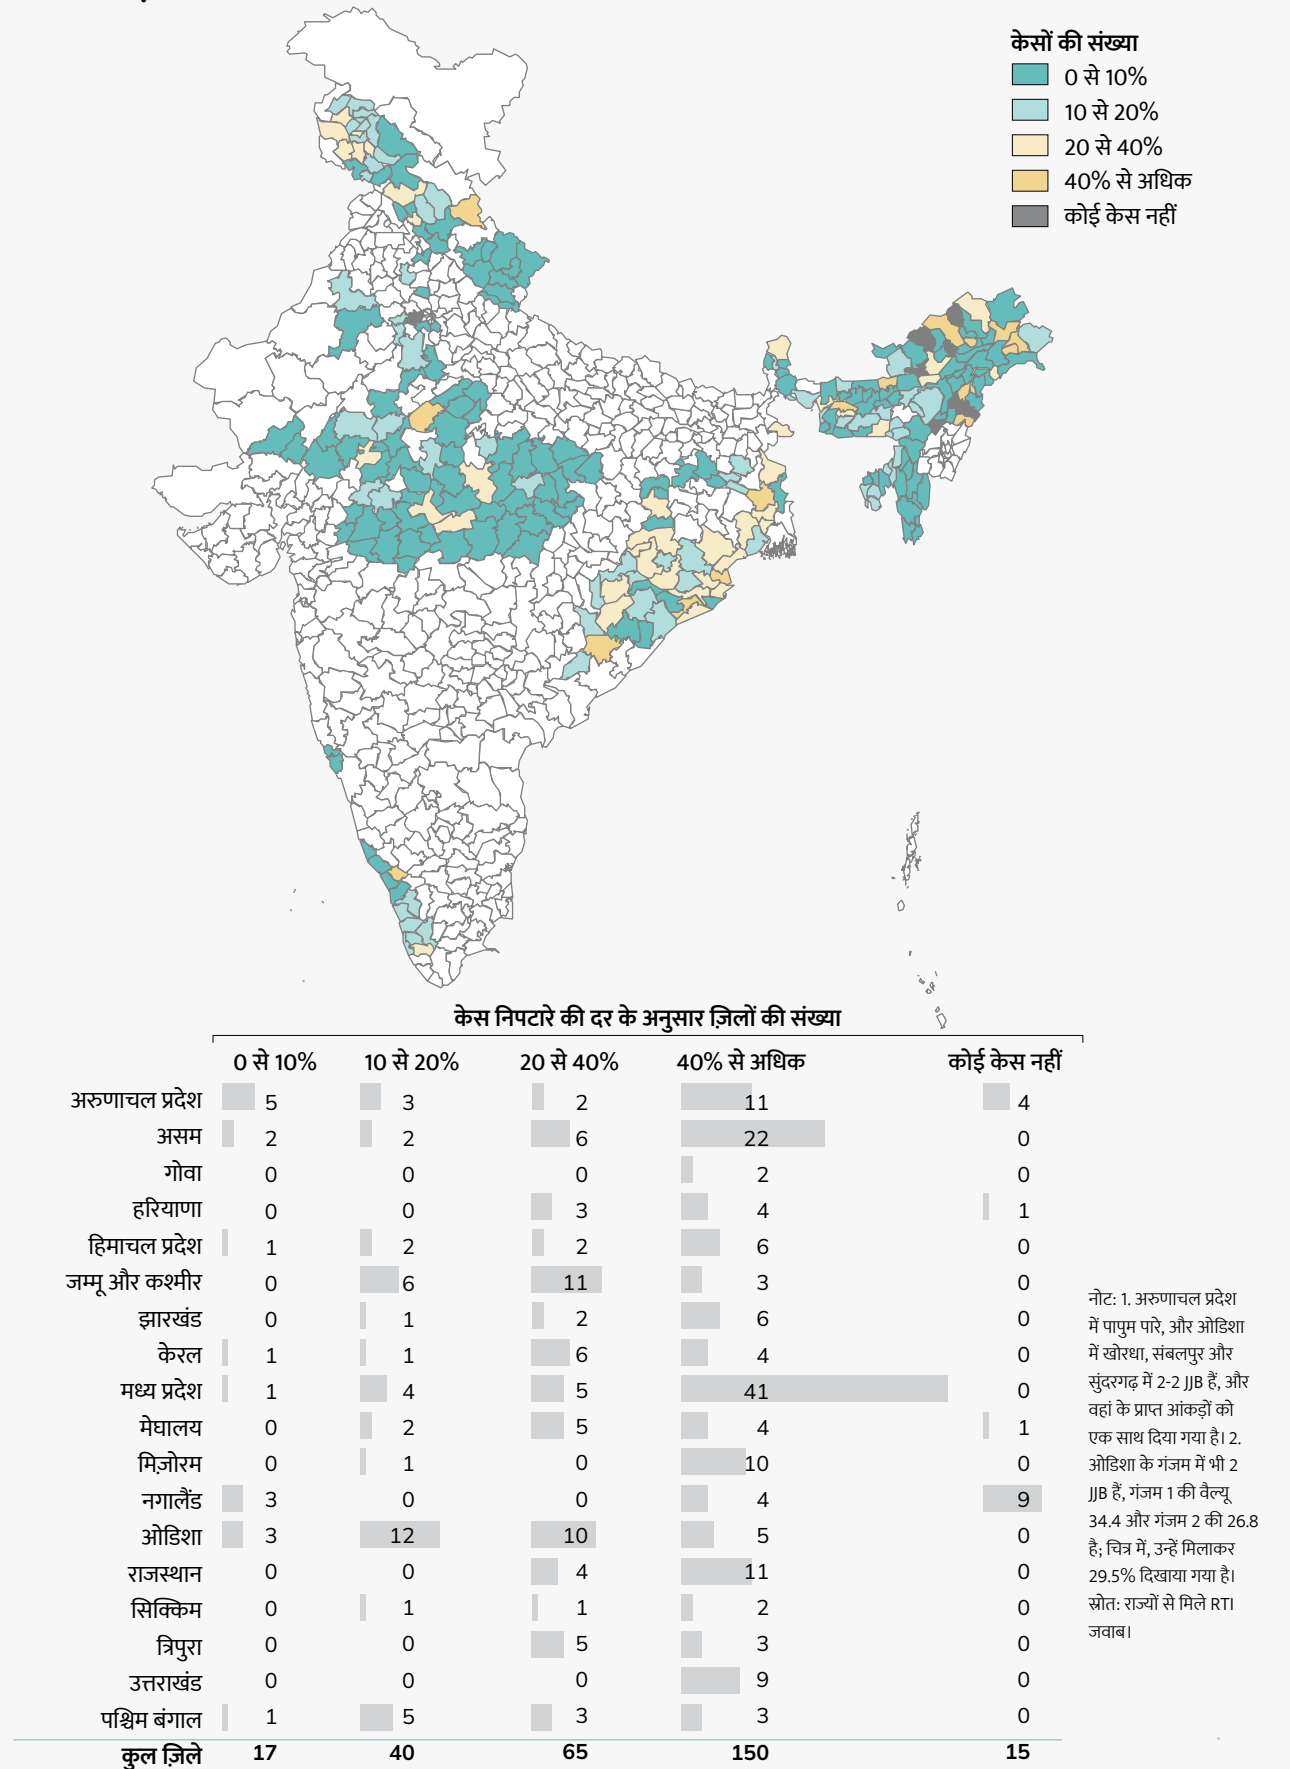 केसों की संख्या
0 से 10%
10 से 20%
20 से 40%
40% से अधिक
कोई केस नहीं
केस निपटारे की दर के अनुसार ज़िलों की संख्या
0 से 10% 10 से 20% 20 से 40% 40% से अधिक कोई केस नहीं
अरुणाचल प्रदेश 5 3 2 11 4
असम 2 2 6 22 0
गोवा 0 0 0 2 0
हरियाणा 0 0 3 4 1
हिमाचल प्रदेश 1 2 2 6 0
जम्मू और कश्मीर 0 6 11 3 0
झारखंड 0 1 2 6 0
केरल 1 1 6 4 0
मध्य प्रदेश 1 4 5 41 0
मेघालय 0 2 5 4 1
मिज़ोरम 0 1 0 10 0
नगालैंड 3 0 0 4 9
ओडिशा 3 12 10 5 0
राजस्थान 0 0 4 11 0
सिक्किम 0 1 1 2 0
त्रिपुरा 0 0 5 3 0
उत्तराखंड 0 0 0 9 0
पश्चिम बंगाल 1 5 3 3 0
कुल ज़िले 17 40 65 150 15
नोट: 1. अरुणाचल प्रदेश
में पापुम पारे, और ओडिशा
में खोरधा, संबलपुर और
सुंदरगढ़ में 2-2 JJB हैं, और
वहां के प्राप्त आंकड़ों को
एक साथ दिया गया है। 2.
ओडिशा के गंजम में भी 2
JJB हैं, गंजम 1 की वैल्यू
34.4 और गंजम 2 की 26.8
है; चित्र में, उन्हें मिलाकर
29.5% दिखाया गया है।
स्रोत: राज्यों से मिले RTI
जवाब।